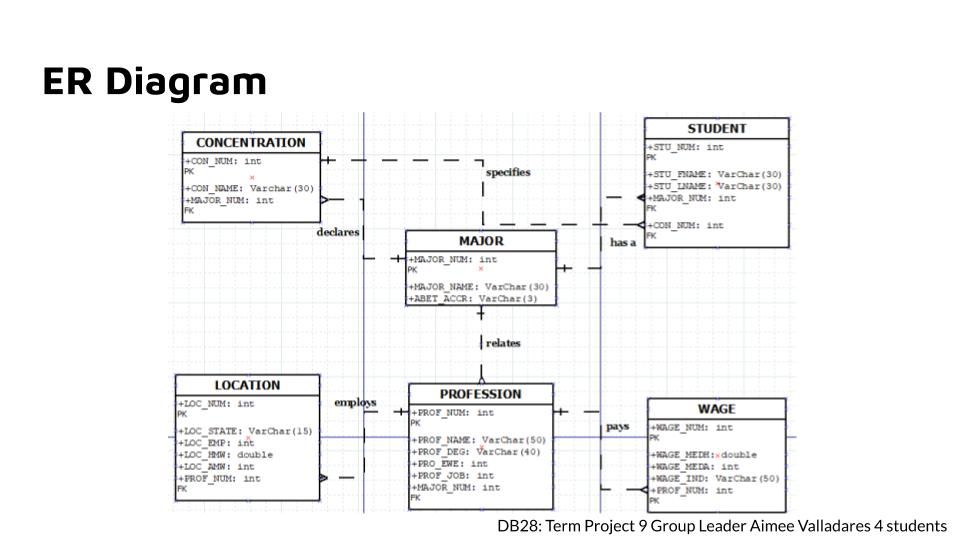 ER Diagram
CONCENTRATION
+CON_NUM: int
PK
+CON_NAME: Varchar(30)
+MAJOR_NUM: int
FK
specifies
declares
STUDENT
+STU_NUM: int
PK
+STU_FNAME: VarChar(30)
+STU_LNAME: VarChar(30)
+MAJOR_NUM: int
FK
+CON_NUM: int
FK
has a
MAJOR
+MAJOR_NUM: int
PK
+MAJOR_NAME: VarChar(30)
+ABET_ACCR: VarChar(3)
relates
LOCATION
+LOC_NUM: int
PK
+LOC_STATE: VarChar(15)
+LOC_EMP: int
+LOC_HMW: double
+LOC_AMW: int
+PROF_NUM: int
FK
employs
PROFESSION
+PROF_NUM: int
PK
+PROF_NAME: VarChar(50)
+PROF_DEG: VarChar(40)
+PRO_EWE: int
+PROF_JOB: int
+MAJOR_NUM: int
FK
pays
WAGE
+WAGE_NUM: int
PK
+WAGE_MEDH: double
+WAGE_MEDA: int
+WAGE_IND: VarChar(50)
+PROF_NUM: int
FK
DB28: Term Project 9 Group Leader Aimee Valladares 4 students